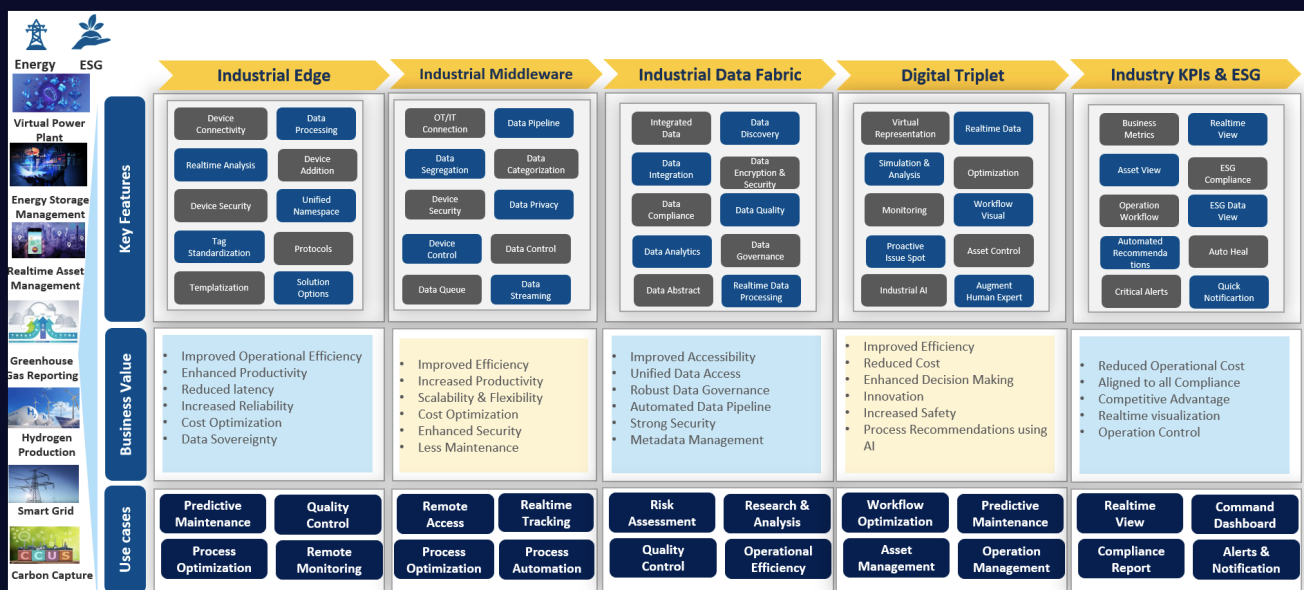 Energy
ESG
Virtual Power
Plant
Energy Storage
Management
Realtime Asset
Management
Greenhouse
Gas Reporting
Hydrogen
Production
Smart Grid
CCUS
Carbon Capture
Industrial Edge
Industrial Middleware
Industrial Data Fabric
Digital Triplet
Industry KPIs & ESG
Key Features
Device
Connectivity
Data
Processing
Realtime Analysis
Device
Addition
Device Security
Unified
Namespace
Tag
Standardization
Protocols
Templatization
Solution
Options
OT/IT
Connection
Data Pipeline
Data
Segregation
Data
Categorization
Device
Security
Data Privacy
Device
Control
Data Control
Data Queue
Data
Streaming
Integrated
Data
Data
Discovery
Data
Integration
Data
Encryption &
Security
Data
Compliance
Data Quality
Data Analytics
Data
Governance
Data Abstract
Realtime Data
Processing
Virtual
Representation
Realtime Data
Simulation &
Analysis
Optimization
Monitoring
Workflow
Visual
Proactive
Issue Spot
Asset Control
Industrial AI
Augment
Human Expert
Business
Metrics
Realtime
View
Asset View
ESG
Compliance
Operation
Workflow
ESG Data
View
Automated
Recommenda
tions
Auto Heal
Critical Alerts
Quick
Notificartion
Business Value
• Improved Operational Efficiency
• Enhanced Productivity
• Reduced latency
• Increased Reliability
• Cost Optimization
• Data Sovereignty
• Improved Efficiency
• Increased Productivity
• Scalability & Flexibility
• Cost Optimization
• Enhanced Security
• Less Maintenance
• Improved Accessibility
• Unified Data Access
• Robust Data Governance
• Automated Data Pipeline
• Strong Security
• Metadata Management
• Improved Efficiency
• Reduced Cost
• Enhanced Decision Making
• Innovation
• Increased Safety
• Process Recommendations using
AI
• Reduced Operational Cost
• Aligned to all Compliance
• Competitive Advantage
• Realtime visualization
• Operation Control
Use cases
Predictive
Maintenance
Quality
Control
Process
Optimization
Remote
Monitoring
Remote
Access
Realtime
Tracking
Process
Optimization
Process
Automation
Risk
Assessment
Research &
Analysis
Quality
Control
Operational
Efficiency
Workflow
Optimization
Predictive
Maintenance
Asset
Management
Operation
Management
Realtime
View
Command
Dashboard
Compliance
Report
Alerts &
Notification